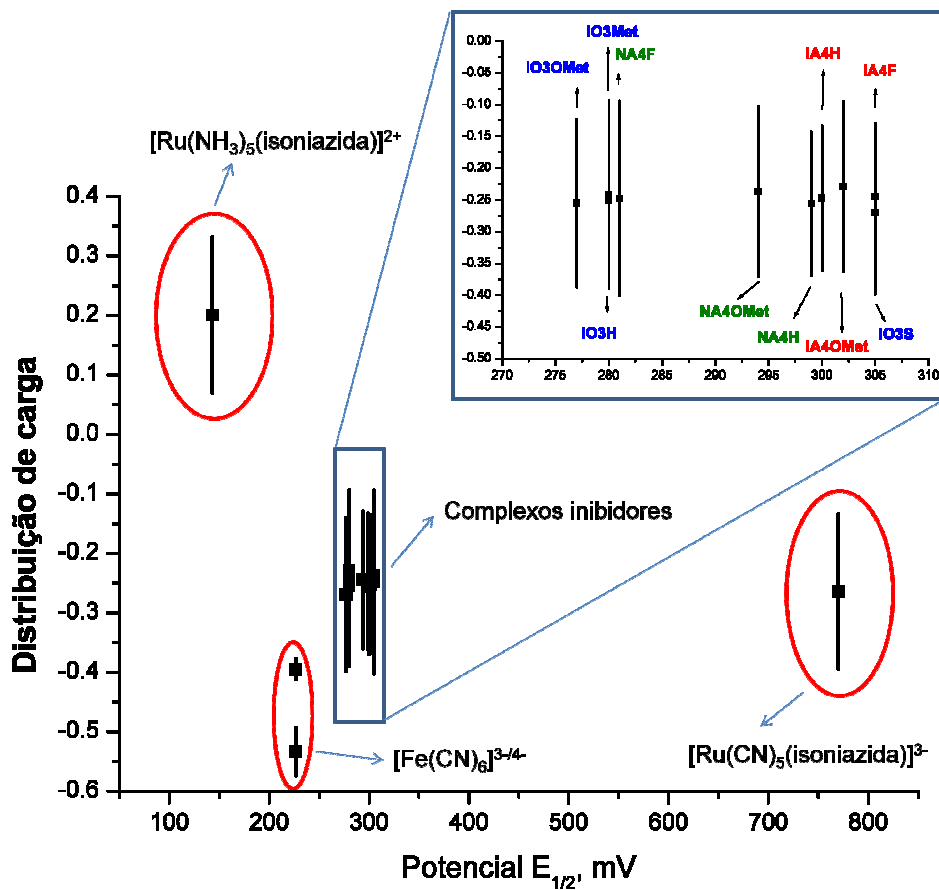 IO3Met
IO3OMet
NA4F
IA4H
IA4F
0.00
-0.05
-0.10
-0.15
-0.20
-0.25
-0.30
-0.35
-0.40
-0.45
-0.50
NA4OMet
IO3H
NA4H
IA4OMet
IO3S
270 275 280 285 290 295 300 305 310
[Ru(NH₃)₅(isoniazida)]²⁺
0.4
0.3
0.2
0.1
0.0
-0.1
-0.2
-0.3
-0.4
-0.5
-0.6
Distribuição de carga
Complexos inibidores
[Fe(CN)₆]³⁻/⁴⁻
[Ru(CN)₅(isoniazida)]³⁻
100 200 300 400 500 600 700 800
Potencial E₁/₂, mV